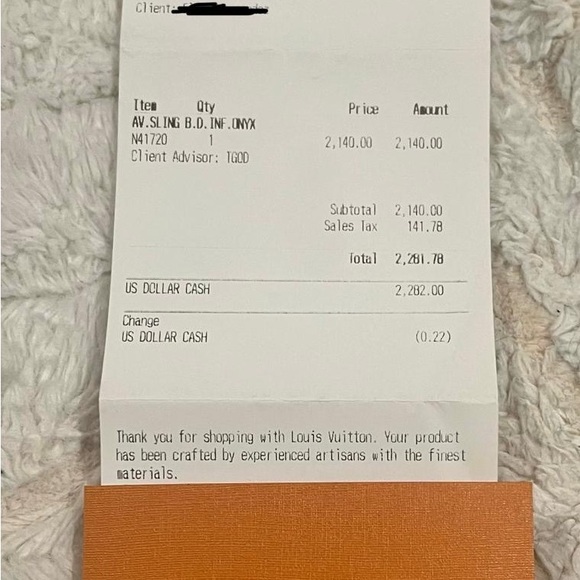 Client:
Item Qty Price Amount
AV.SLING B.D.INF.ONYX
N41720 1 2,140.00 2,140.00
Client Advisor: TGOD
Subtotal 2,140.00
Sales Tax 141.78
Total 2,281.78
US DOLLAR CASH 2,282.00
Change
US DOLLAR CASH (0.22)
Thank you for shopping with Louis Vuitton. Your product
has been crafted by experienced artisans with the finest
materials.